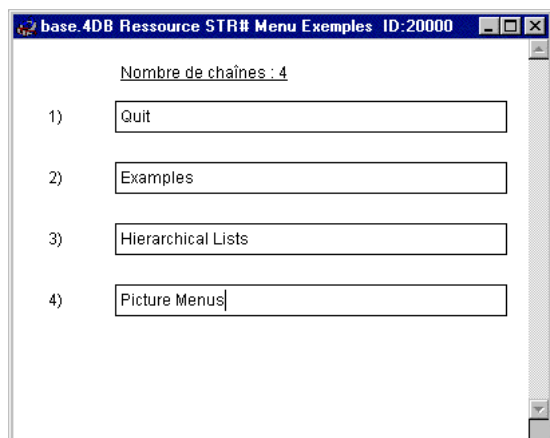 base.4DB Ressource STR# Menu Exemples ID:20000
Nombre de chaînes : 4
1) Quit
2) Examples
3) Hierarchical Lists
4) Picture Menus